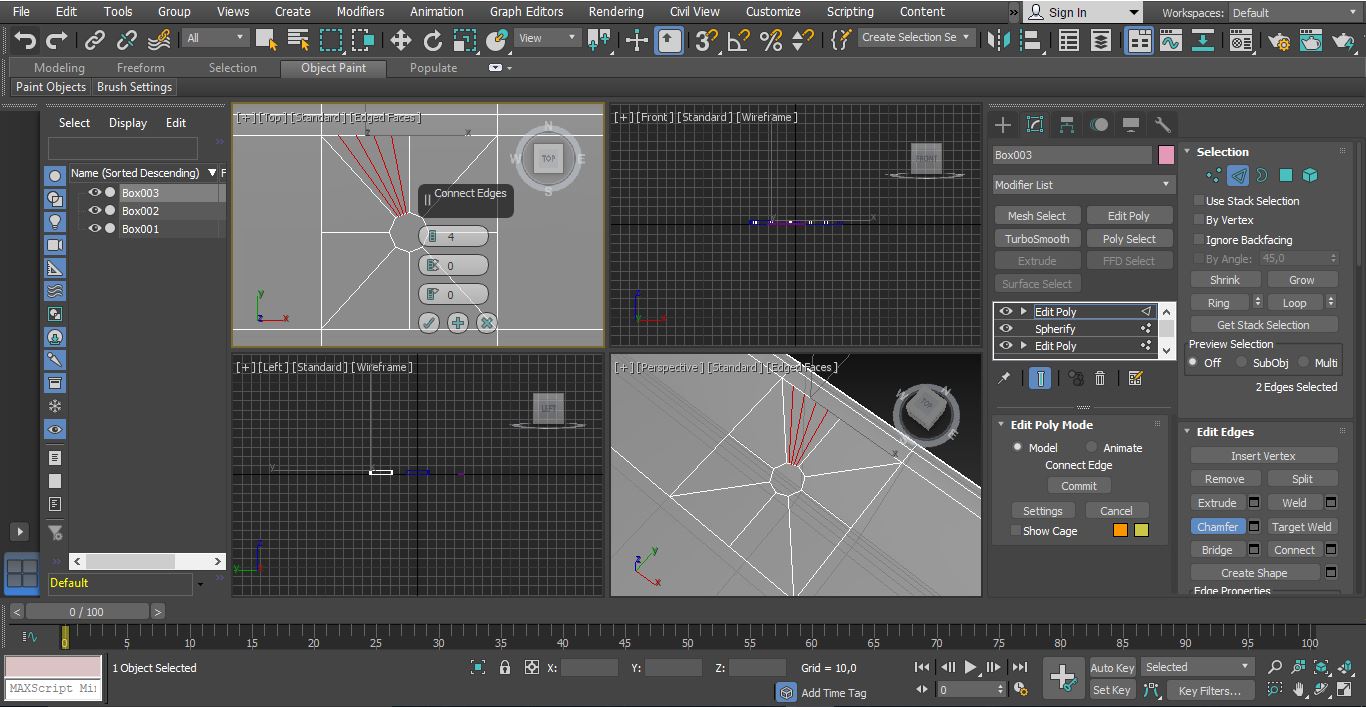 File Edit Tools Group Views Create Modifiers Animation Graph Editors Rendering Civil View Customize Scripting Content » Sign In Workspaces: Default
All View Create Selection Se
Modeling Freeform Selection Object Paint Populate
Paint Objects Brush Settings
Select Display Edit
Name (Sorted Descending) F
Box003
Box002
Box001
Default
[+] [Top] [Standard] [Edged Faces]
z x
N
W TOP E
S
Connect Edges
4
0
0
y
z x
[+] [Front] [Standard] [Wireframe]
FRONT
y x
z
y x
[+] [Left] [Standard] [Wireframe]
LEFT
y
z
y
[+] [Perspective] [Standard] [Edged Faces]
N
W TOP E
x
z y
x
Box003
Modifier List
Mesh Select Edit Poly
TurboSmooth Poly Select
Extrude FFD Select
Surface Select
Edit Poly
Spherify
Edit Poly
Edit Poly Mode
Model Animate
Connect Edge
Commit
Settings Cancel
Show Cage
Selection
Use Stack Selection
By Vertex
Ignore Backfacing
By Angle: 45,0
Shrink Grow
Ring Loop
Get Stack Selection
Preview Selection
Off SubObj Multi
2 Edges Selected
Edit Edges
Insert Vertex
Remove Split
Extrude Weld
Chamfer Target Weld
Bridge Connect
Create Shape
Edge Properties
< 0 / 100 >
0 5 10 15 20 25 30 35 40 45 50 55 60 65 70 75 80 85 90 95 100
1 Object Selected X: Y: Z: Grid = 10,0 Auto Key Selected
MAXScript Mi Add Time Tag 0 Set Key Key Filters...